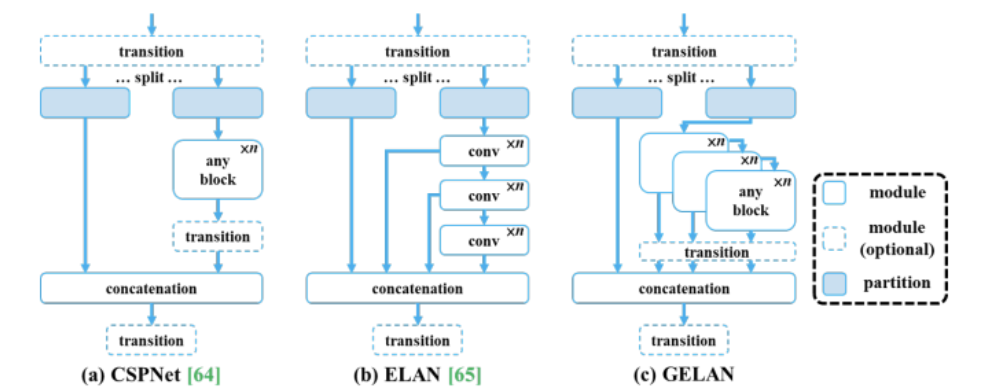 transition
... split ...
×n
any
block
transition
concatenation
transition
(a) CSPNet [64]
transition
... split ...
conv ×n
conv ×n
conv ×n
concatenation
transition
(b) ELAN [65]
transition
... split ...
×n
×n
×n
any
block
transition
concatenation
transition
(c) GELAN
module
module
(optional)
partition